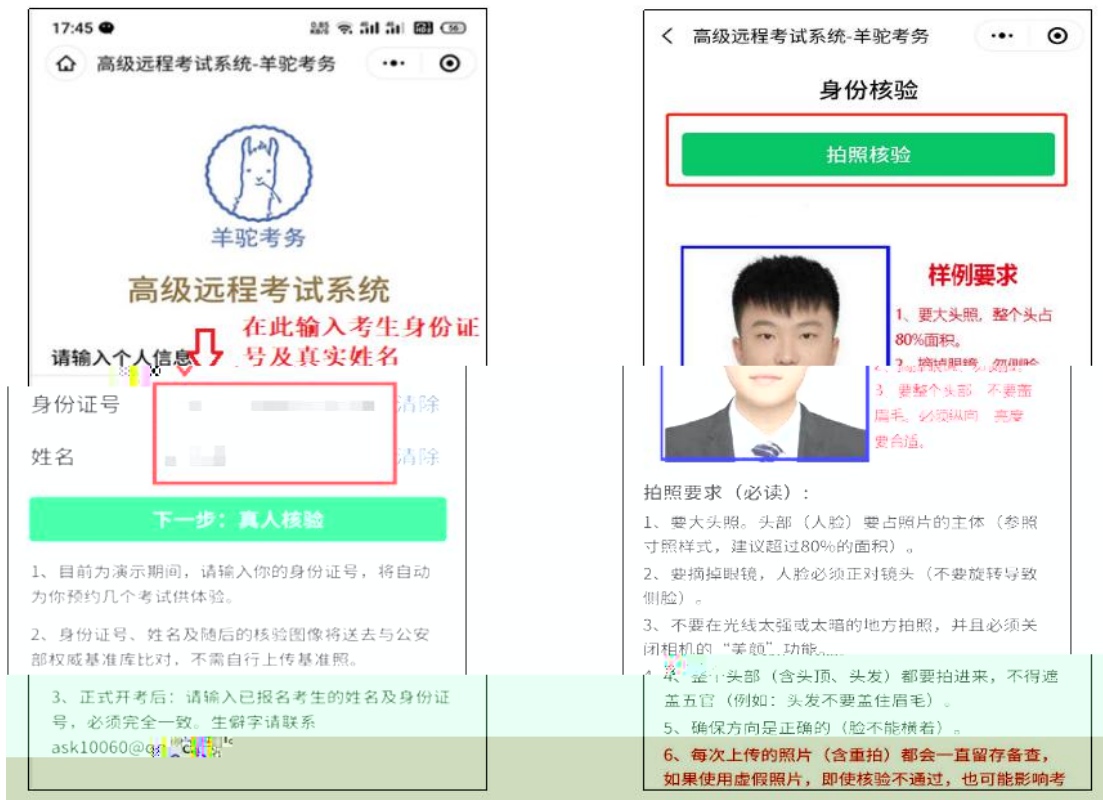 17:45
0.85
56
高级远程考试系统-羊驼考务
羊驼考务
高级远程考试系统
在此输入考生身份证
号及真实姓名
请输入个人信息
身份证号
清除
姓名
清除
下一步：真人核验
1、目前为演示期间，请输入你的身份证号，将自动
为你预约几个考试供体验。
2、身份证号、姓名及随后的核验图像将送去与公安
部权威基准库比对，不需自行上传基准照。
3、正式开考后：请输入已报名考生的姓名及身份证
号，必须完全一致。生僻字请联系
ask10060@q
高级远程考试系统-羊驼考务
身份核验
拍照核验
样例要求
1、要大头照，整个头占
80%面积。
2、摘掉眼镜，勿侧脸
3、要整个头部，不要盖
眉毛。必须纵向，亮度
要合适。
拍照要求（必读）：
1、要大头照。头部（人脸）要占照片的主体（参照
寸照样式，建议超过80%的面积）。
2、要摘掉眼镜，人脸必须正对镜头（不要旋转导致
侧脸）。
3、不要在光线太强或太暗的地方拍照，并且必须关
闭相机的“美颜”功能。
4、整个头部（含头顶、头发）都要拍进来，不得遮
盖五官（例如：头发不要盖住眉毛）。
5、确保方向是正确的（脸不能横着）。
6、每次上传的照片（含重拍）都会一直留存备查，
如果使用虚假照片，即使核验不通过，也可能影响考